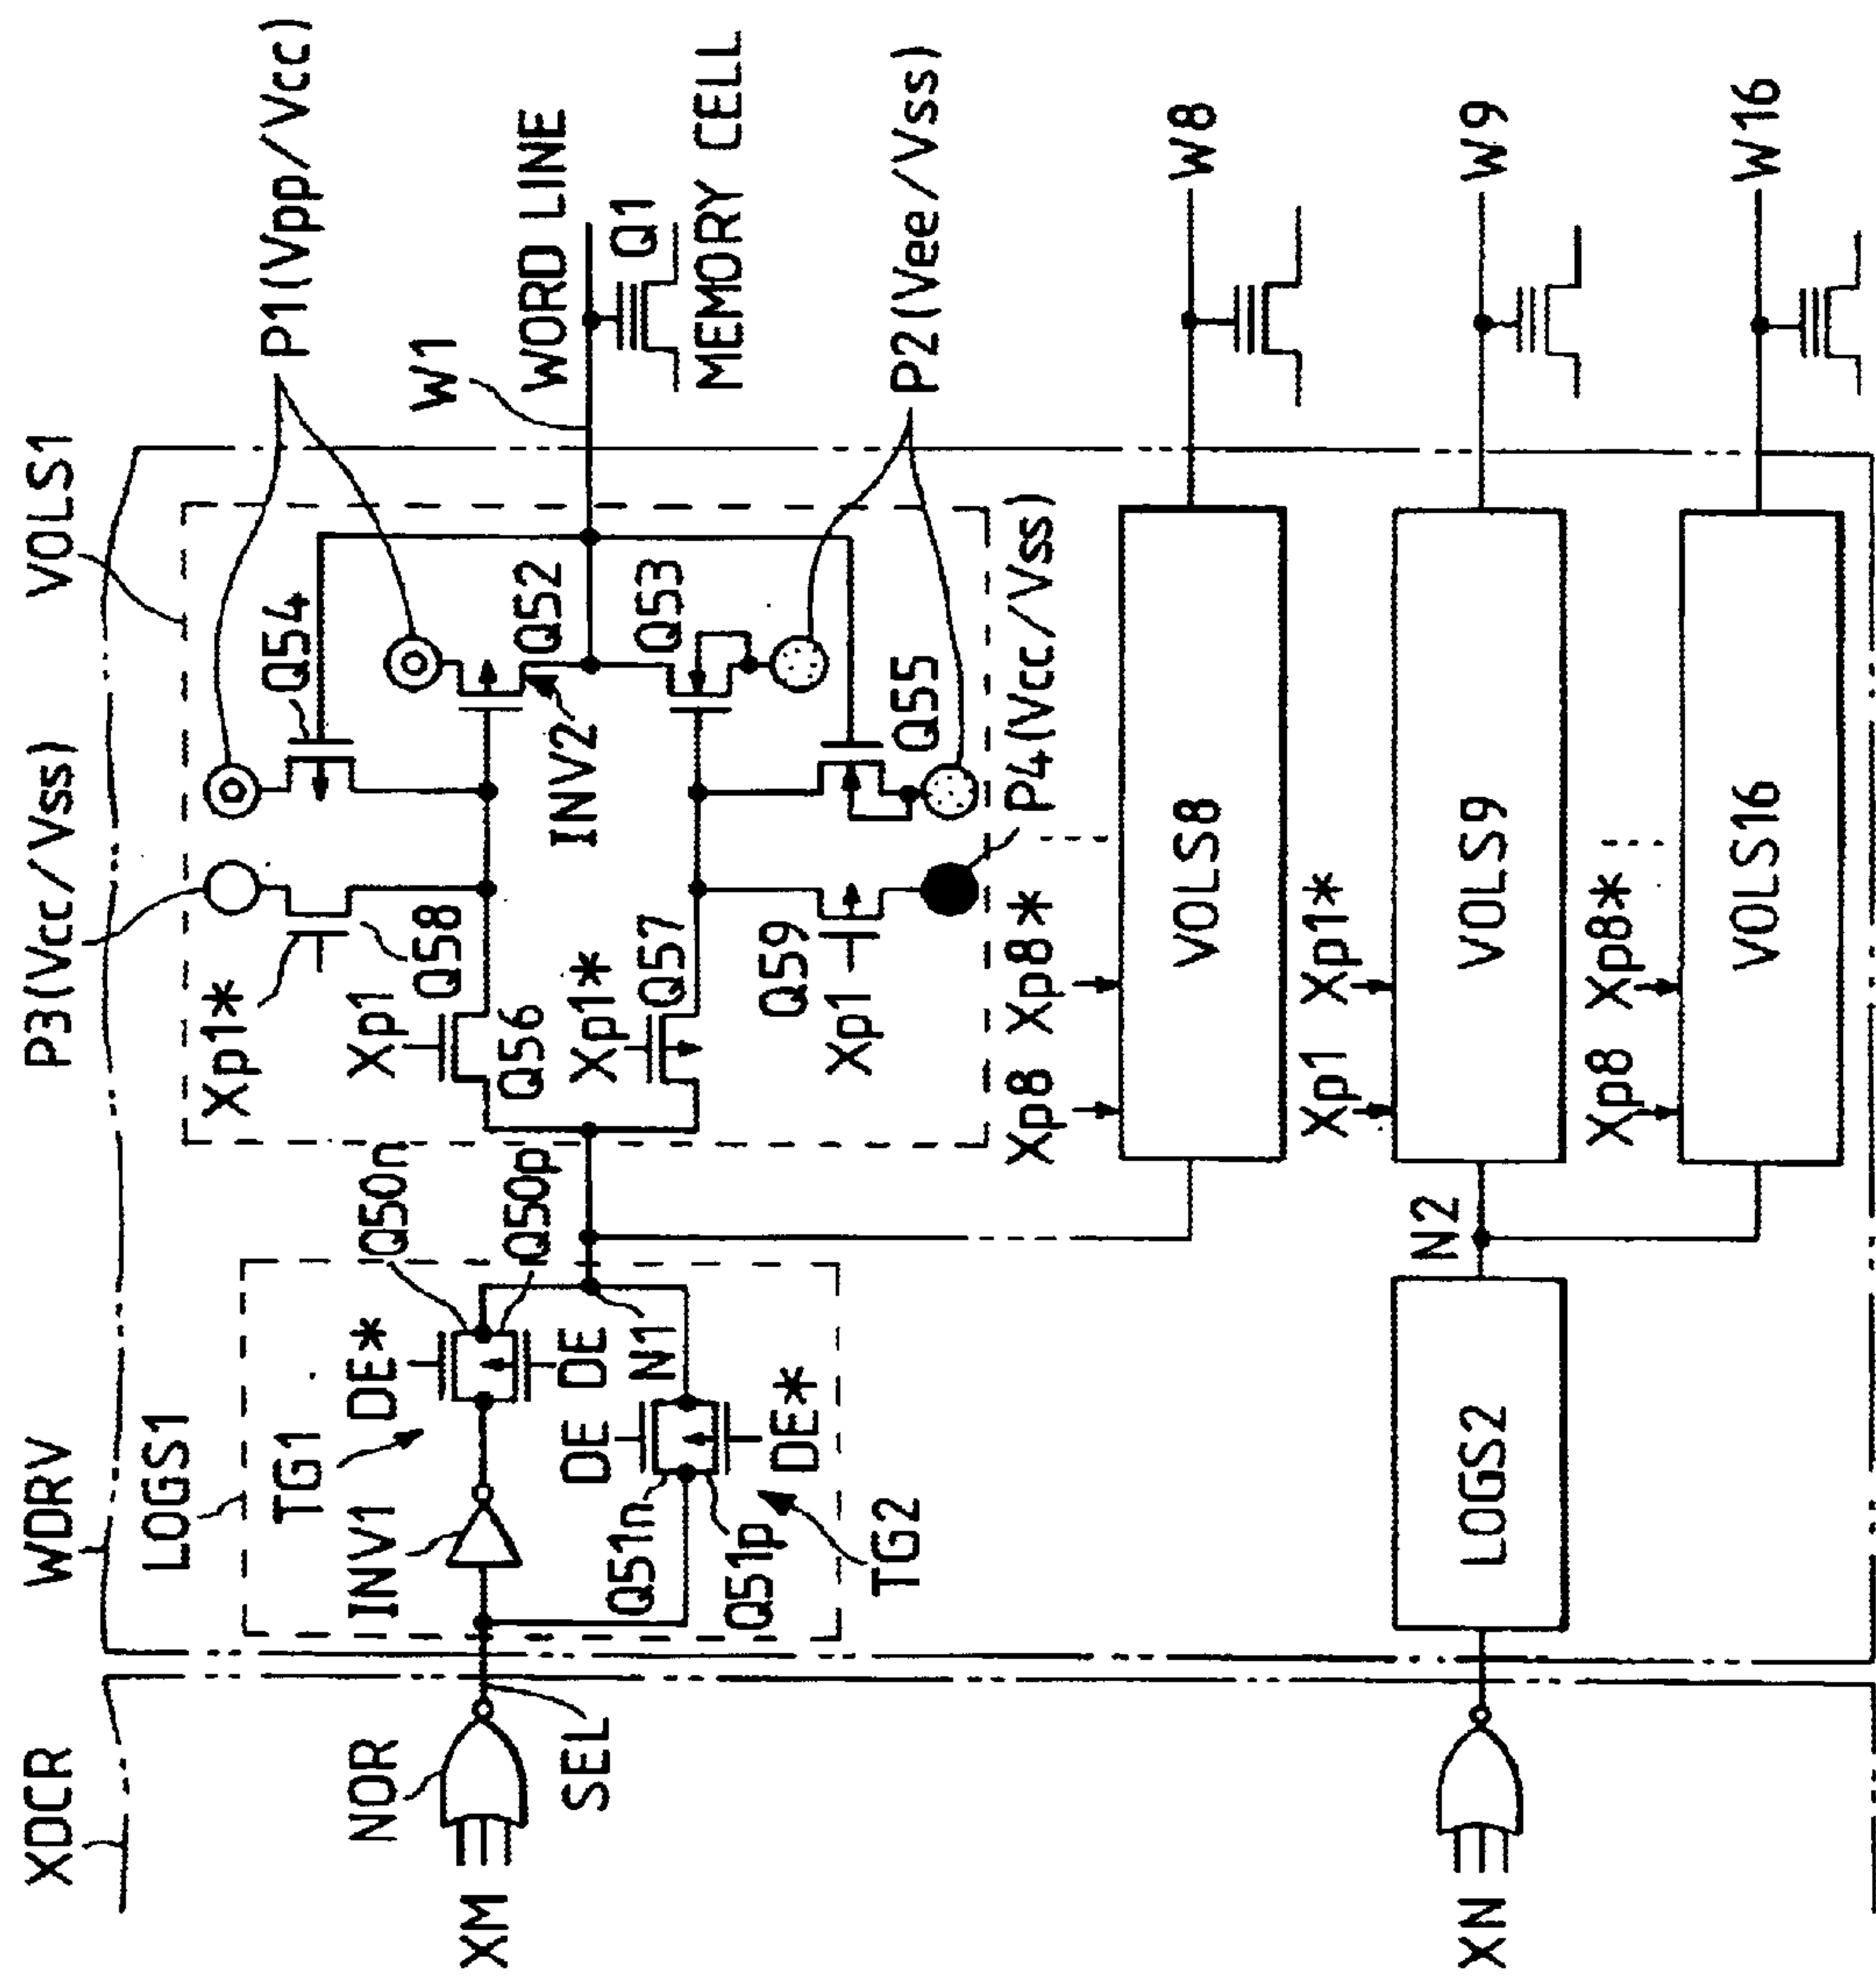 XDCR
WDRV
P3(Vcc/Vss)
VOLS1
LOGS1
Xp1*
Q54
P1(Vpp/Vcc)
TG1
DE*
Q50n
Xp1
Q58
W1
NOR
INV1
Q50p
Q56
Q52
WORD LINE
INV2
SEL
DE
DE
N1
Xp1*
Q57
Q53
Q1
MEMORY CELL
XM
Q51n
Q51p
DE*
TG2
Q59
Xp1
Q55
P2(Vee/Vss)
P4(Vcc/Vss)
Xp8 Xp8*
VOLS8
W8
Xp1 Xp1*
XN
LOGS2
N2
VOLS9
W9
Xp8 Xp8*
VOLS16
W16